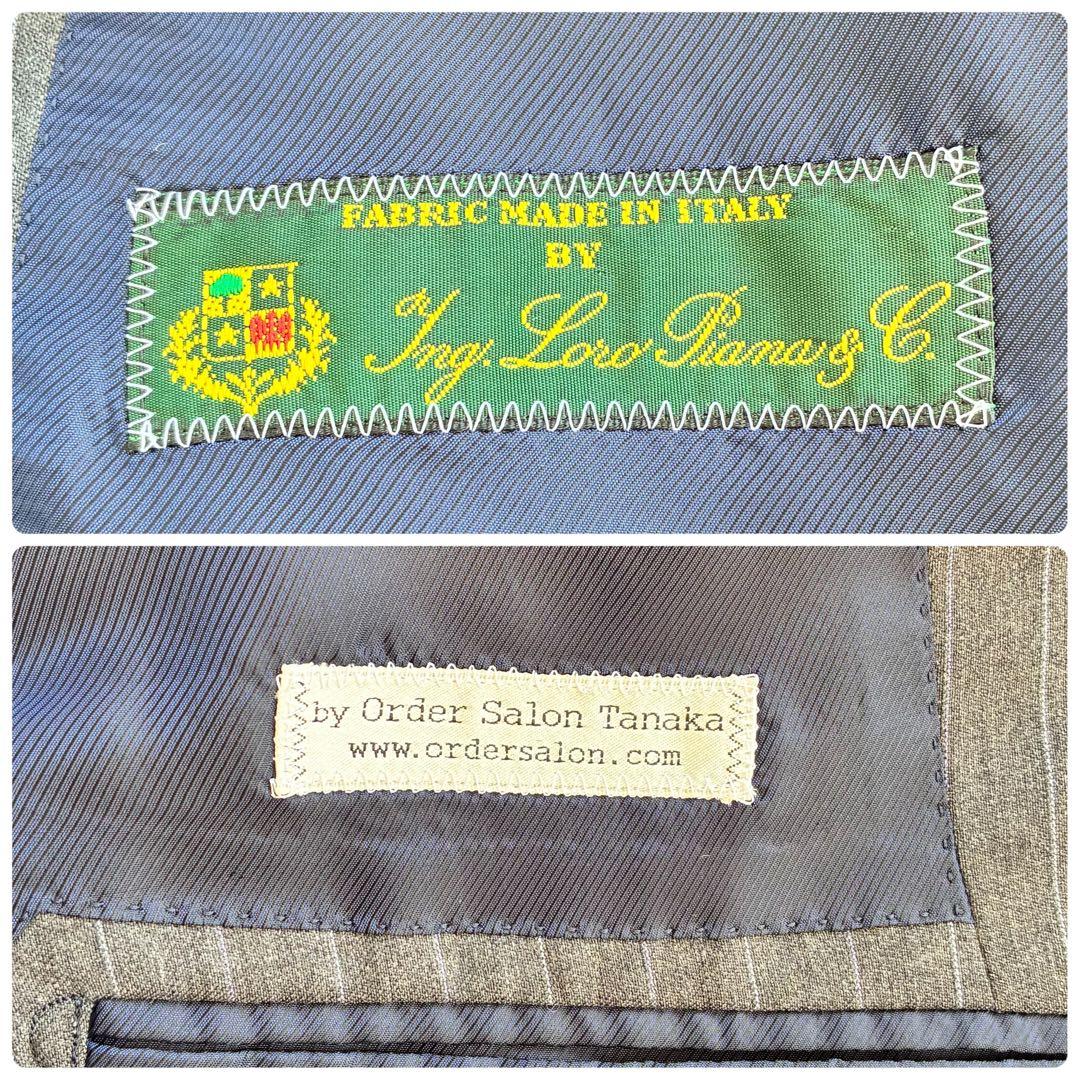 FABRIC MADE IN ITALY
BY
Ing. Loro Piana & C.
by Order Salon Tanaka
www.ordersalon.com